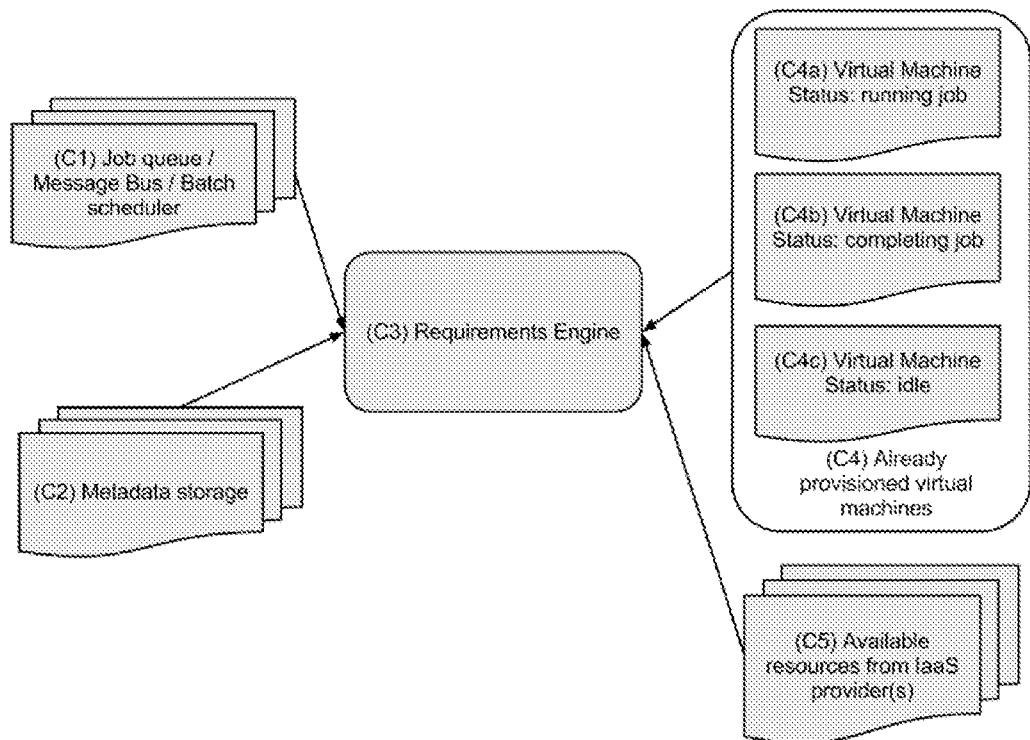 (C1) Job queue /
Message Bus / Batch
scheduler
(C2) Metadata storage
(C3) Requirements Engine
(C4a) Virtual Machine
Status: running job
(C4b) Virtual Machine
Status: completing job
(C4c) Virtual Machine
Status: idle
(C4) Already
provisioned virtual
machines
(C5) Available
resources from IaaS
provider(s)